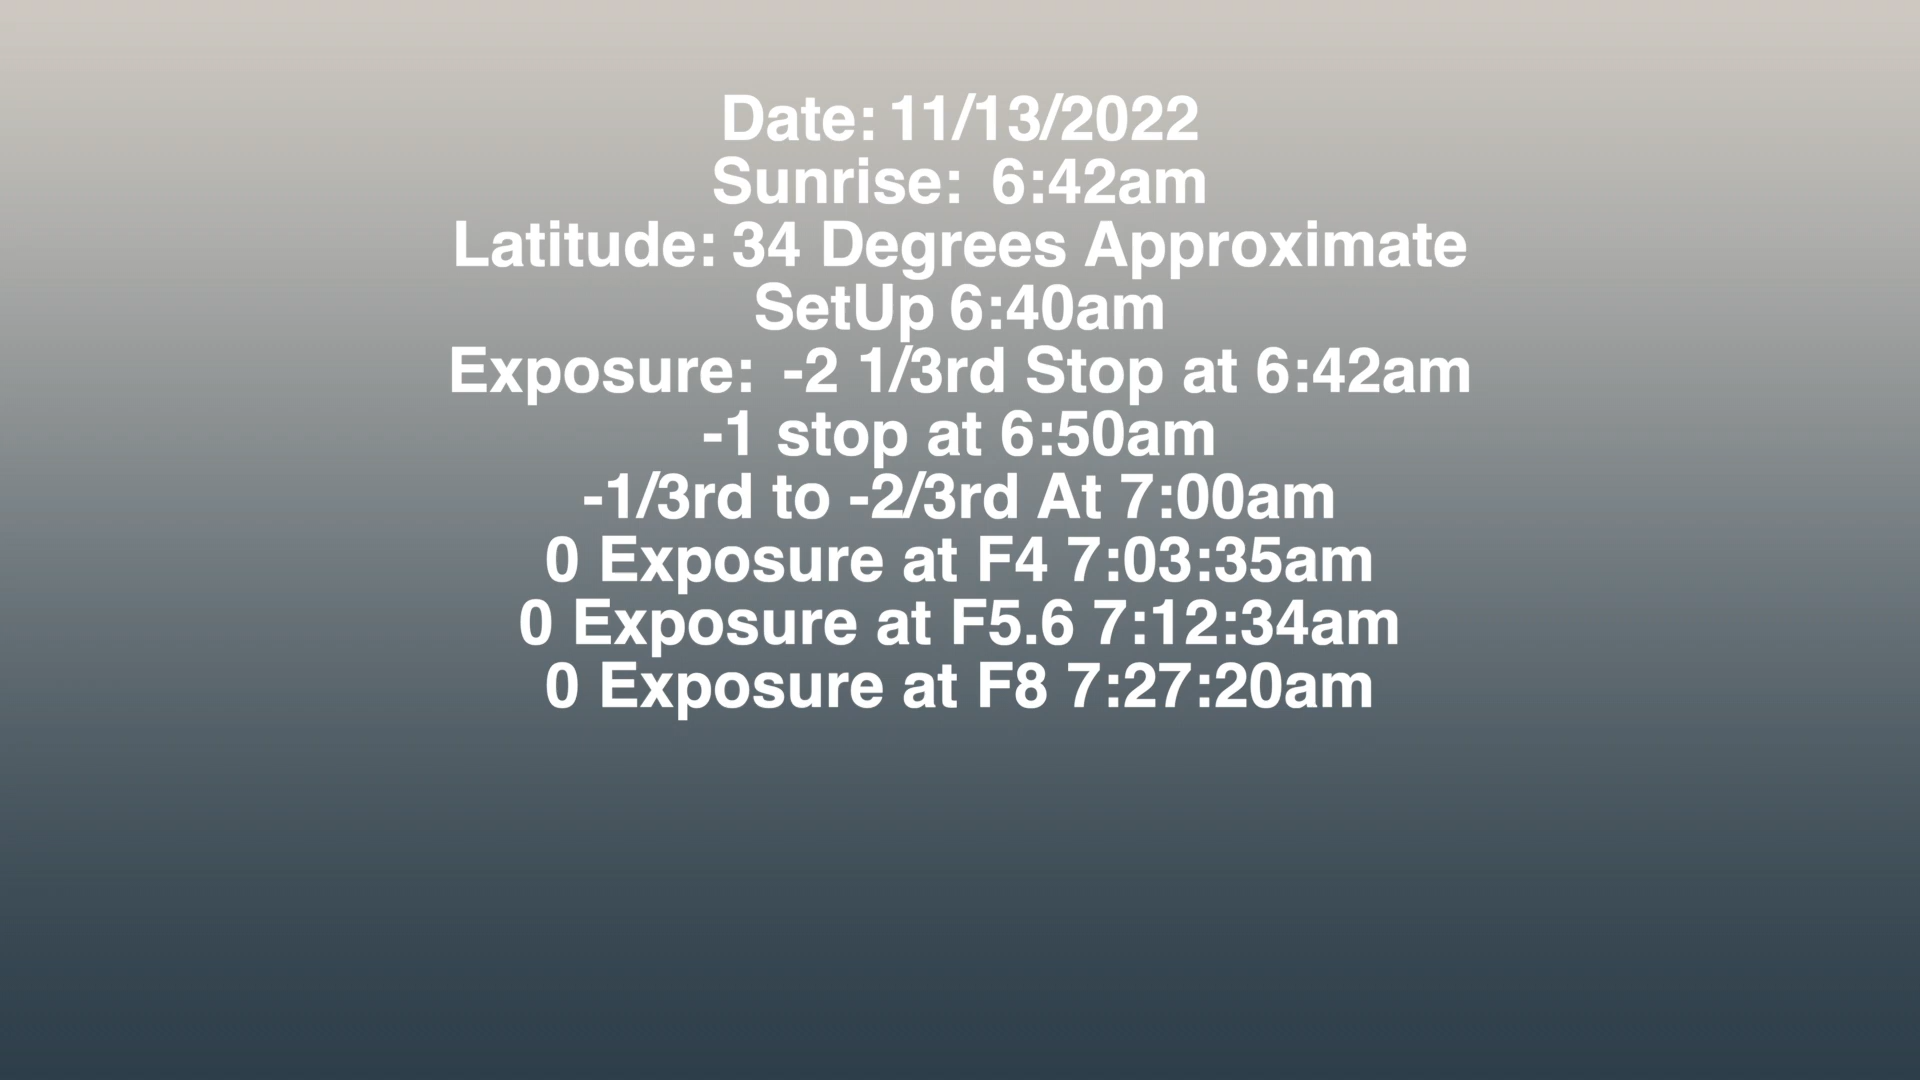 Date: 11/13/2022
Sunrise:  6:42am
Latitude: 34 Degrees Approximate
SetUp 6:40am
Exposure:  -2 1/3rd Stop at 6:42am
-1 stop at 6:50am
-1/3rd to -2/3rd At 7:00am
0 Exposure at F4 7:03:35am
0 Exposure at F5.6 7:12:34am
0 Exposure at F8 7:27:20am